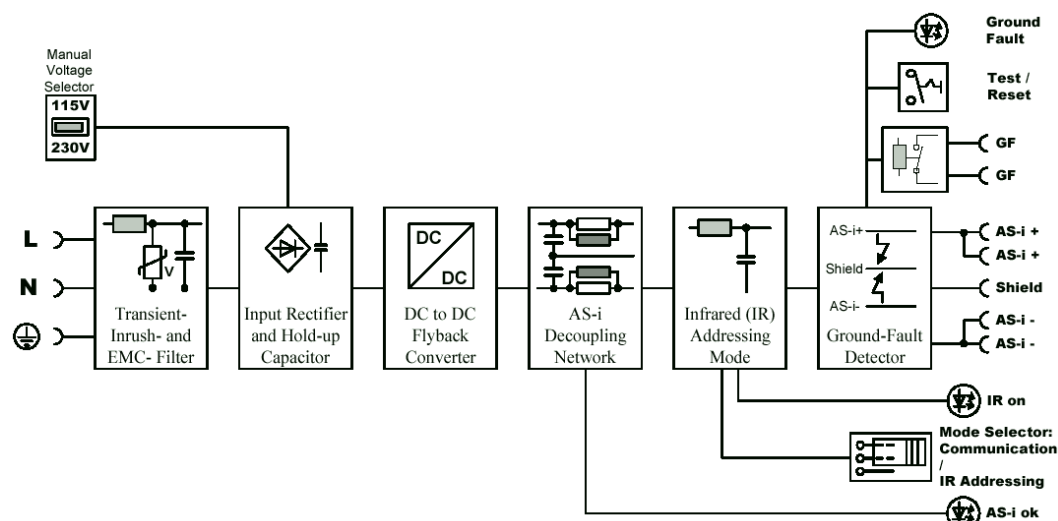 Manual
Voltage
Selector
115V
230V
Ground
Fault
Test /
Reset
GF
GF
L
N
V
Transient-
Inrush- and
EMC- Filter
Input Rectifier
and Hold-up
Capacitor
DC
DC
DC to DC
Flyback
Converter
AS-i
Decoupling
Network
Infrared (IR)
Addressing
Mode
AS-i+
Shield
AS-i-
Ground-Fault
Detector
AS-i +
AS-i +
Shield
AS-i -
AS-i -
IR on
Mode Selector:
Communication
/
IR Addressing
AS-i ok